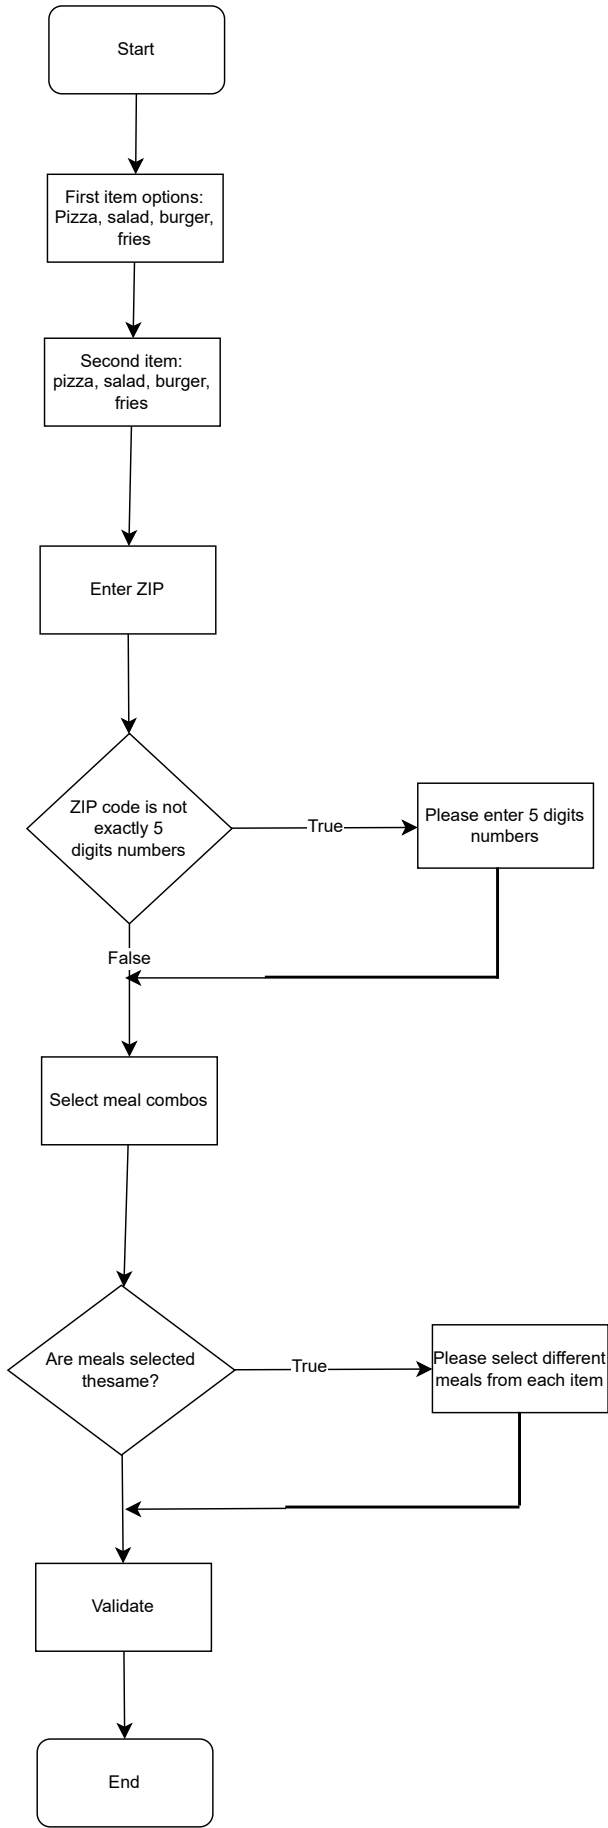 Start
First item options:
Pizza, salad, burger,
fries
Second item:
pizza, salad, burger,
fries
Enter ZIP
ZIP code is not
exactly 5
digits numbers
True
Please enter 5 digits
numbers
False
Select meal combos
Are meals selected
thesame?
True
Please select different
meals from each item
Validate
End